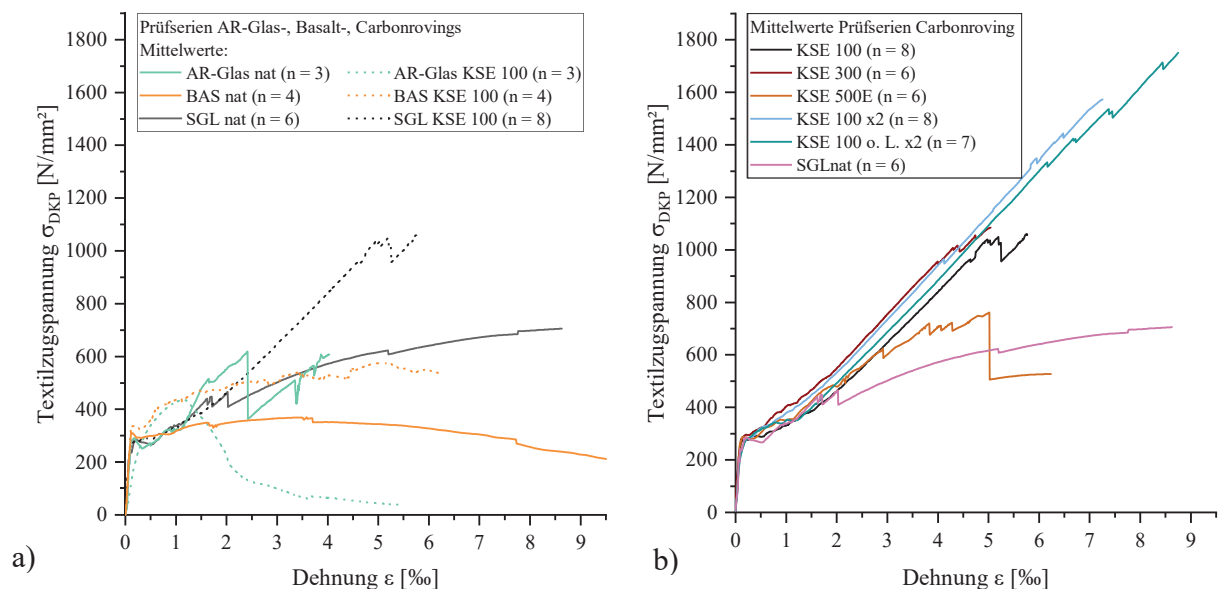 Prüfserien AR-Glas-, Basalt-, Carbonrovings
Mittelwerte:
AR-Glas nat (n = 3) AR-Glas KSE 100 (n = 3)
BAS nat (n = 4) BAS KSE 100 (n = 4)
SGL nat (n = 6) SGL KSE 100 (n = 8)
Textilzugspannung σDKP [N/mm²]
1800
1600
1400
1200
1000
800
600
400
200
0
0 1 2 3 4 5 6 7 8 9
Dehnung ε [‰]
a)
Mittelwerte Prüfserien Carbonroving
KSE 100 (n = 8)
KSE 300 (n = 6)
KSE 500E (n = 6)
KSE 100 x2 (n = 8)
KSE 100 o. L. x2 (n = 7)
SGLnat (n = 6)
Textilzugspannung σDKP [N/mm²]
1800
1600
1400
1200
1000
800
600
400
200
0
0 1 2 3 4 5 6 7 8 9
Dehnung ε [‰]
b)